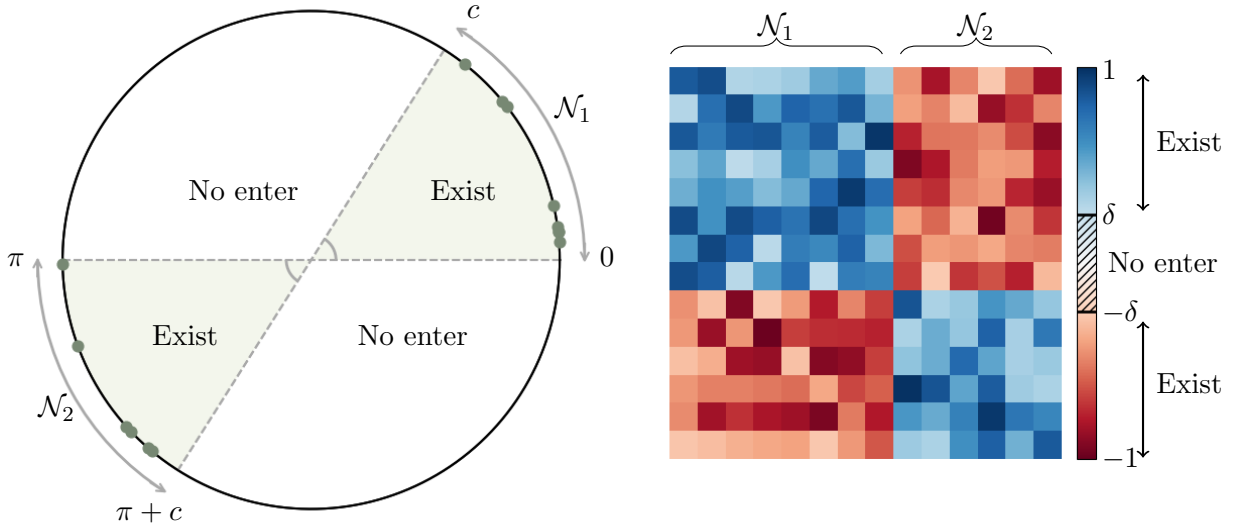 c
𝒩₁
No enter
Exist
π
0
Exist
No enter
𝒩₂
π + c
𝒩₁
𝒩₂
1
Exist
δ
No enter
−δ
Exist
−1